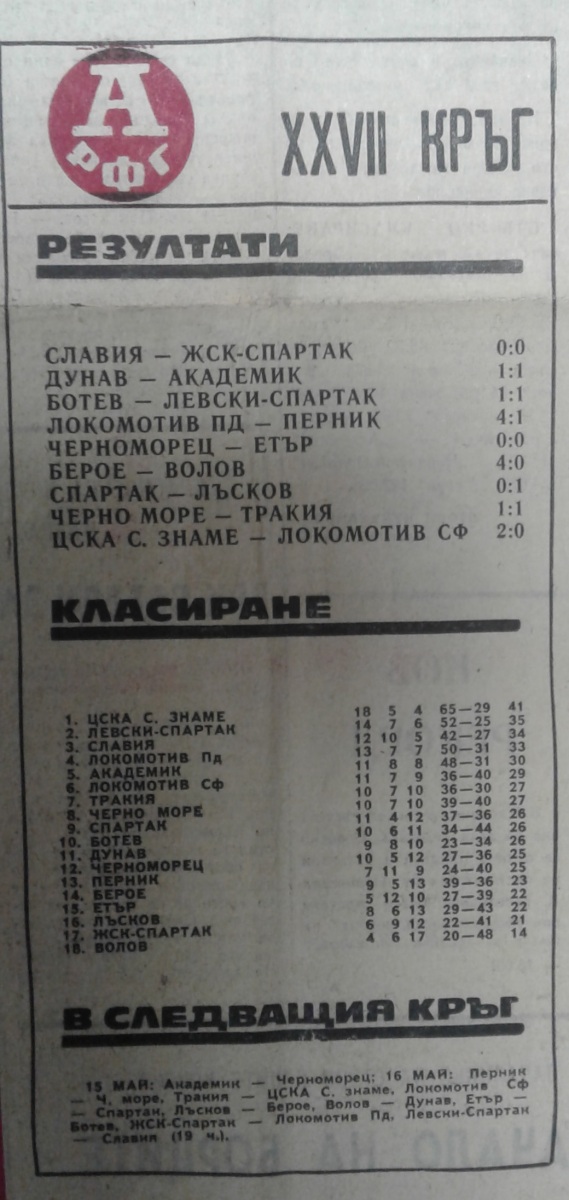 А
РФГ
XXVII КРЪГ
РЕЗУЛТАТИ
СЛАВИЯ — ЖСК-СПАРТАК 0:0
ДУНАВ — АКАДЕМИК 1:1
БОТЕВ — ЛЕВСКИ-СПАРТАК 1:1
ЛОКОМОТИВ ПД — ПЕРНИК 4:1
ЧЕРНОМОРЕЦ — ЕТЪР 0:0
БЕРОЕ — ВОЛОВ 4:0
СПАРТАК — ЛЪСКОВ 0:1
ЧЕРНО МОРЕ — ТРАКИЯ 1:1
ЦСКА С. ЗНАМЕ — ЛОКОМОТИВ СФ 2:0
КЛАСИРАНЕ
1. ЦСКА С. ЗНАМЕ 18 5 4 65—29 41
2. ЛЕВСКИ-СПАРТАК 14 7 6 52—25 35
3. СЛАВИЯ 12 10 5 42—27 34
4. ЛОКОМОТИВ Пд 13 7 7 50—31 33
5. АКАДЕМИК 11 8 8 48—31 30
6. ЛОКОМОТИВ Сф 11 7 9 36—40 29
7. ТРАКИЯ 10 7 10 36—30 27
8. ЧЕРНО МОРЕ 10 7 10 39—40 27
9. СПАРТАК 11 4 12 37—36 26
10. БОТЕВ 10 6 11 34—44 26
11. ДУНАВ 9 8 10 23—34 26
12. ЧЕРНОМОРЕЦ 10 5 12 27—36 25
13. ПЕРНИК 7 11 9 24—40 25
14. БЕРОЕ 9 5 13 39—36 23
15. ЕТЪР 5 12 10 27—39 22
16. ЛЪСКОВ 8 6 13 29—43 22
17. ЖСК-СПАРТАК 6 9 12 22—41 21
18. ВОЛОВ 4 6 17 20—48 14
В СЛЕДВАЩИЯ КРЪГ
15 МАЙ: Академик — Черноморец; 16 МАЙ: Перник
— Ч. море, Тракия — ЦСКА С. знаме, Локомотив Сф
— Спартак, Лъсков — Берое, Волов — Дунав, Етър —
Ботев, ЖСК-Спартак — Локомотив Пд, Левски-Спартак
— Славия (19 ч.).